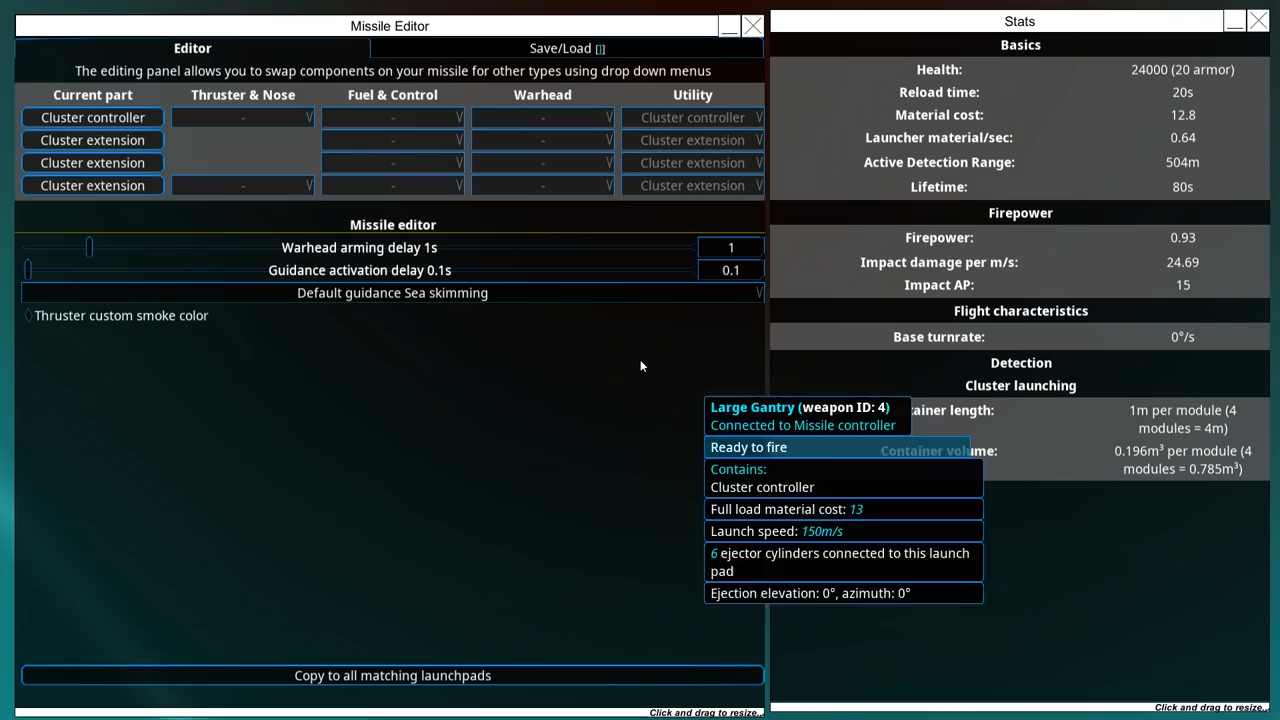 Missile Editor
Editor
Save/Load []]
The editing panel allows you to swap components on your missile for other types using drop down menus
Current part Thruster & Nose Fuel & Control Warhead Utility
Cluster controller - V - V - V Cluster controller V
Cluster extension - V - V Cluster extension V
Cluster extension - V - V Cluster extension V
Cluster extension - V - V - V Cluster extension V
Missile editor
Warhead arming delay 1s 1
Guidance activation delay 0.1s 0.1
Default guidance Sea skimming V
Thruster custom smoke color
Copy to all matching launchpads
Click and drag to resize..
Stats
Basics
Health: 24000 (20 armor)
Reload time: 20s
Material cost: 12.8
Launcher material/sec: 0.64
Active Detection Range: 504m
Lifetime: 80s
Firepower
Firepower: 0.93
Impact damage per m/s: 24.69
Impact AP: 15
Flight characteristics
Base turnrate: 0°/s
Detection
Cluster launching
tainer length: 1m per module (4
modules = 4m)
Container volume: 0.196m³ per module (4
modules = 0.785m³)
Click and drag to resize..
Large Gantry (weapon ID: 4)
Connected to Missile controller
Ready to fire
Contains:
Cluster controller
Full load material cost: 13
Launch speed: 150m/s
6 ejector cylinders connected to this launch
pad
Ejection elevation: 0°, azimuth: 0°